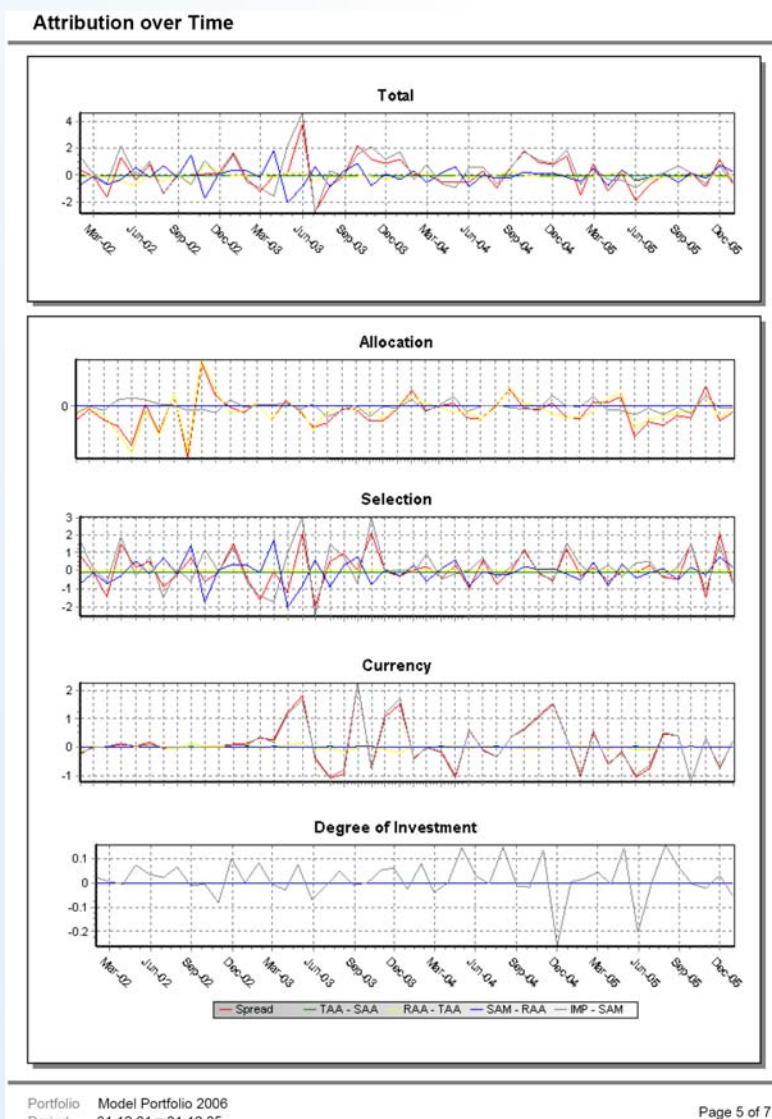 Attribution over Time
Total
4
2
0
-2
Mar-02 Jun-02 Sep-02 Dec-02 Mar-03 Jun-03 Sep-03 Dec-03 Mar-04 Jun-04 Sep-04 Dec-04 Mar-05 Jun-05 Sep-05 Dec-05
Allocation
0
Selection
3
2
1
0
-1
-2
Currency
2
1
0
-1
Degree of Investment
0.1
0
-0.1
-0.2
Mar-02 Jun-02 Sep-02 Dec-02 Mar-03 Jun-03 Sep-03 Dec-03 Mar-04 Jun-04 Sep-04 Dec-04 Mar-05 Jun-05 Sep-05 Dec-05
Spread TAA - SAA RAA - TAA SAM - RAA IMP - SAM
Portfolio Model Portfolio 2006
Page 5 of 7